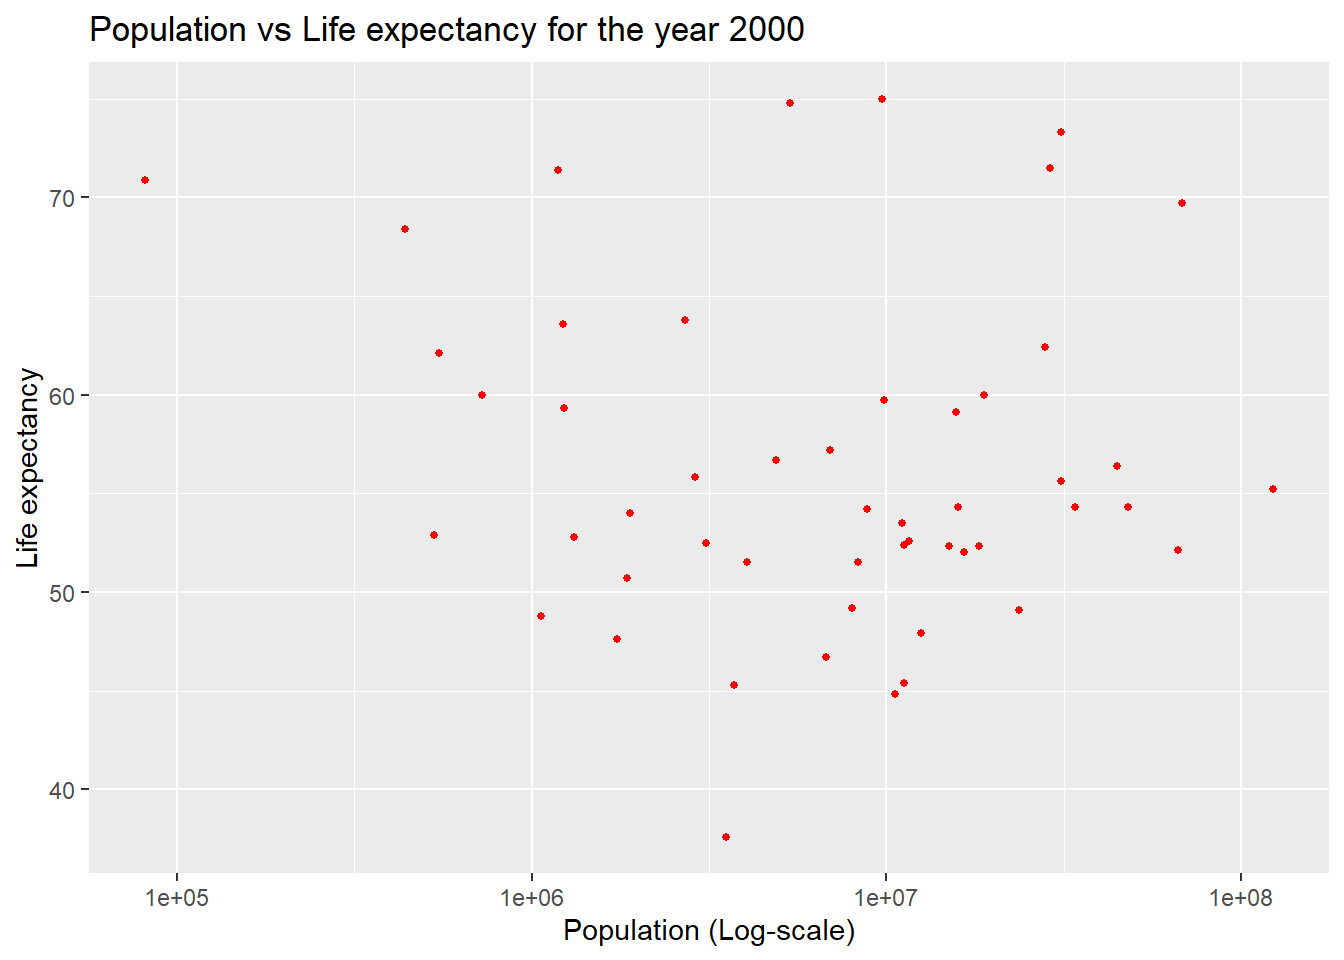 Population vs Life expectancy for the year 2000
Life expectancy
70
60
50
40
1e+05 1e+06 1e+07 1e+08
Population (Log-scale)